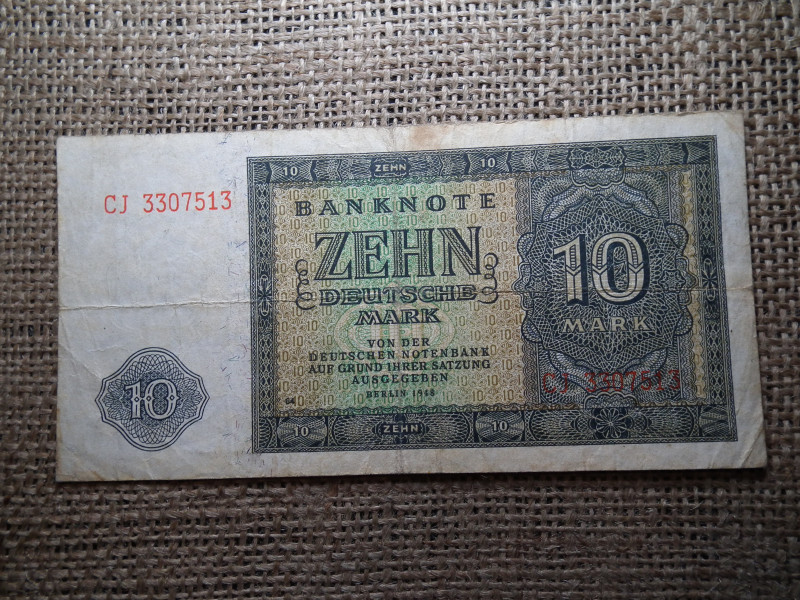 10 ZEHN 10
CJ 3307513
BANKNOTE
ZEHN
DEUTSCHE
MARK
10
MARK
VON DER
DEUTSCHEN NOTENBANK
AUF GRUND IHRER SATZUNG
AUSGEGEBEN
BERLIN 1948
CJ 3307513
10
10 ZEHN 10